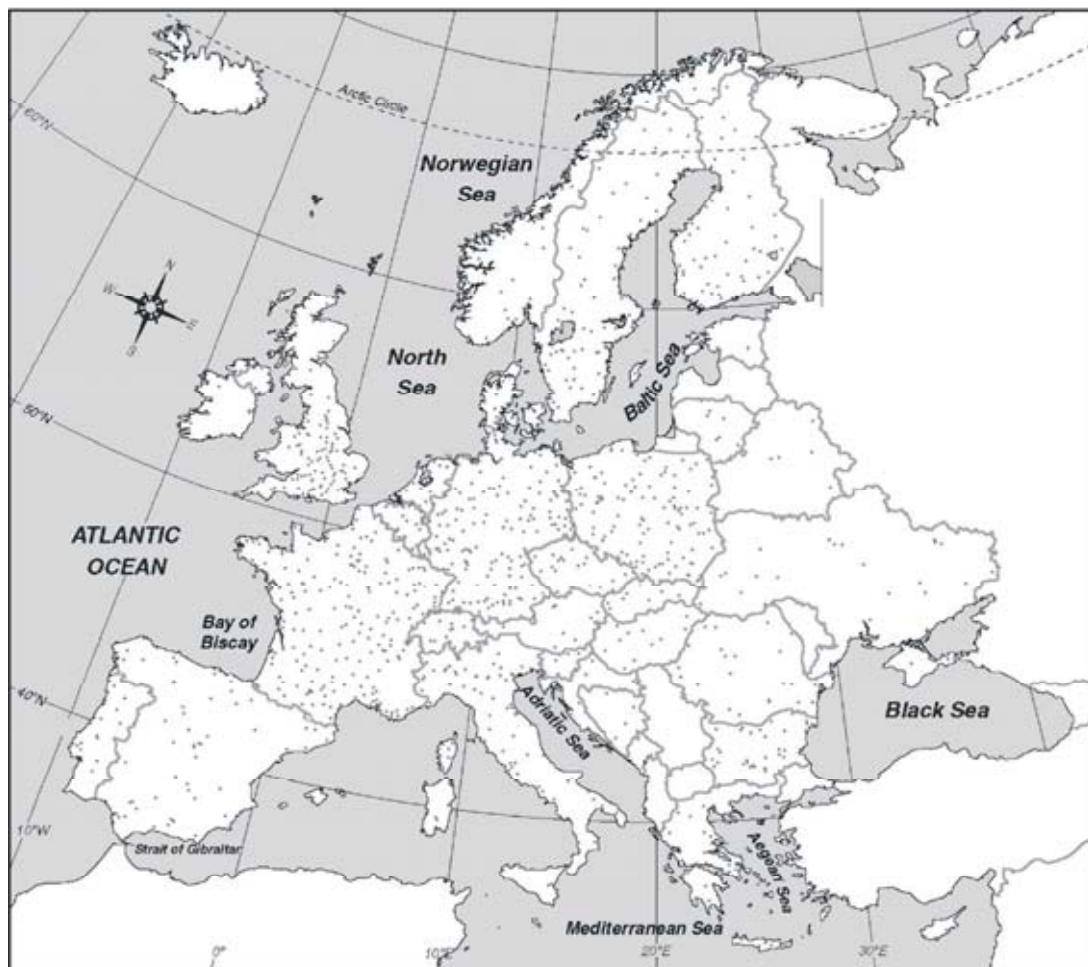 Arctic Circle
60°N
Norwegian
Sea
N
W
E
S
North
Sea
Baltic Sea
50°N
ATLANTIC
OCEAN
Bay of
Biscay
40°N
Adriatic Sea
Black Sea
10°W
Strait of Gibraltar
Aegean Sea
Mediterranean Sea
0°
10°E
20°E
30°E